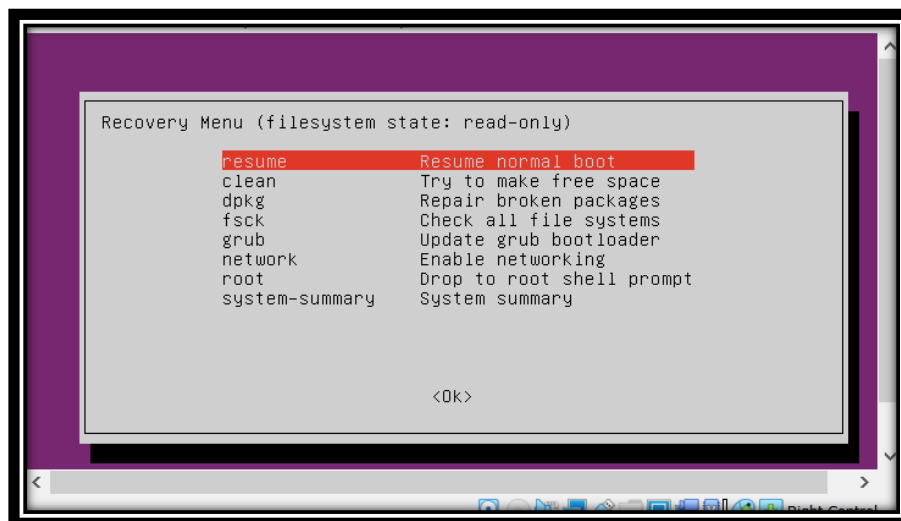 Recovery Menu (filesystem state: read-only)
resume Resume normal boot
clean Try to make free space
dpkg Repair broken packages
fsck Check all file systems
grub Update grub bootloader
network Enable networking
root Drop to root shell prompt
system-summary System summary
<Ok>
Right Control